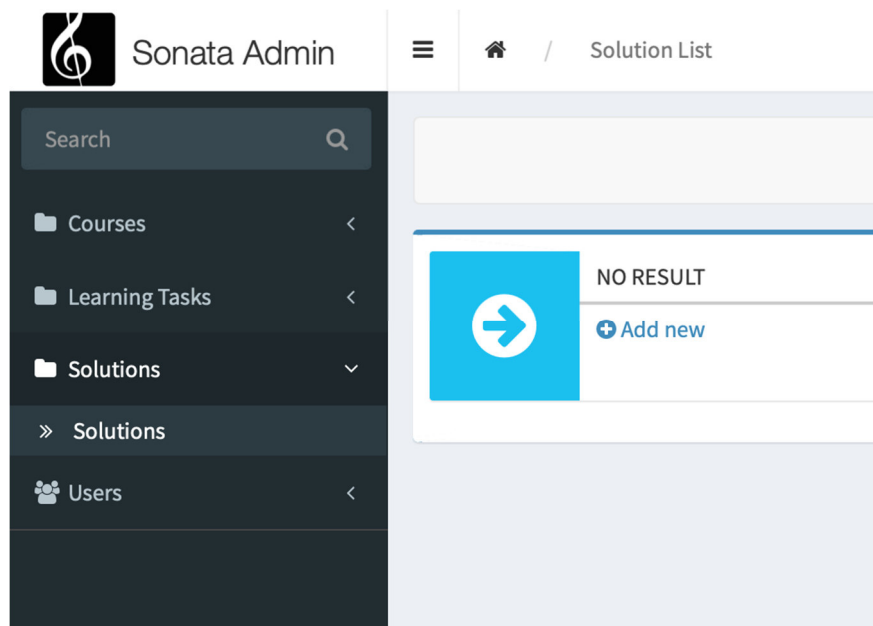 Sonata Admin
/ Solution List
Search
Courses
Learning Tasks
Solutions
Solutions
Users
NO RESULT
Add new